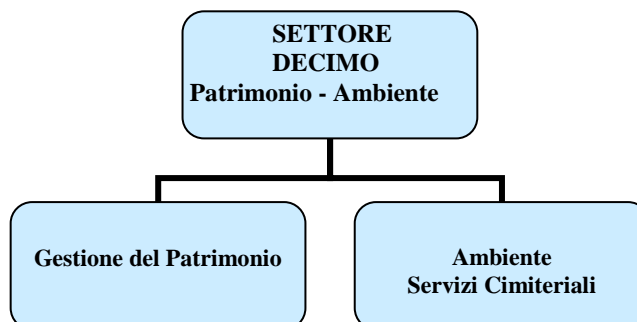 SETTORE
DECIMO
Patrimonio - Ambiente
Gestione del Patrimonio
Ambiente
Servizi Cimiteriali